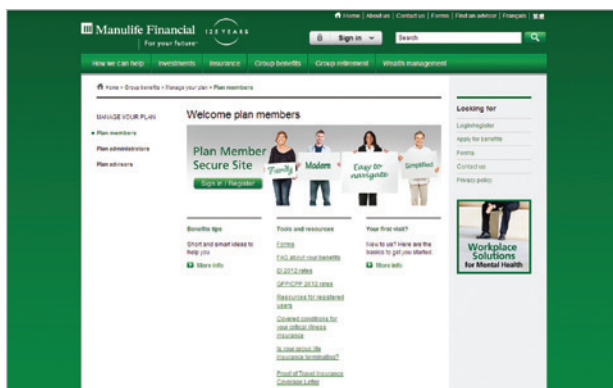 Home | About us | Contact us | Forms | Find an advisor | Français | 繁體
Manulife Financial
125 YEARS
For your future™
Sign in
Search
How we can help
Investments
Insurance
Group benefits
Group retirement
Wealth management
Home > Group benefits > Manage your plan > Plan members
MANAGE YOUR PLAN
Plan members
Plan administrators
Plan advisors
Welcome plan members
Plan Member
Secure Site
Sign in / Register
Family
Modern
Easy to
navigate
Simplified
Benefits tips
Short and smart ideas to
help you.
More info
Tools and resources
Forms
FAQ about your benefits
EI 2012 rates
QPP/CPP 2012 rates
Resources for registered
users
Covered conditions for
your critical illness
insurance
Is your group life
insurance terminating?
Proof of Travel Insurance
Coverage Letter
Your first visit?
New to us? Here are the
basics to get you started.
More info
Looking for
Login/register
Apply for benefits
Forms
Contact us
Privacy policy
Workplace
Solutions
for Mental Health